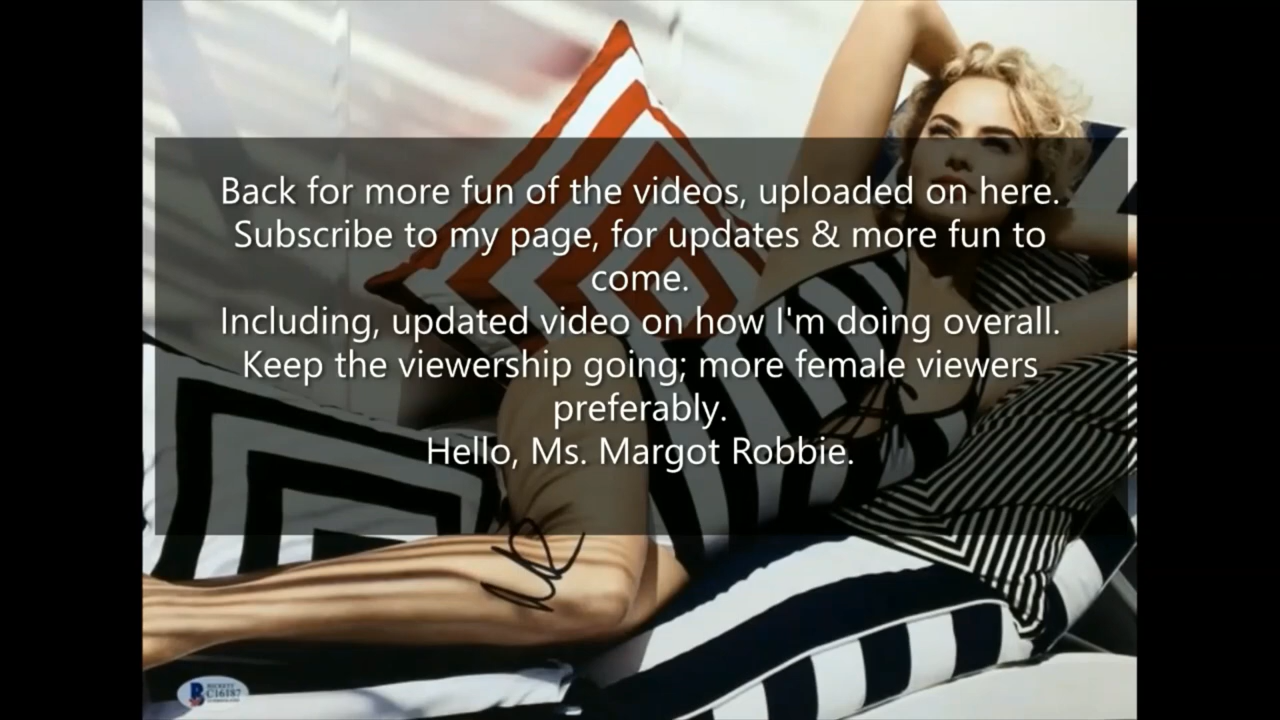 Back for more fun of the videos, uploaded on here.
Subscribe to my page, for updates & more fun to
come.
Including, updated video on how I'm doing overall.
Keep the viewership going; more female viewers
preferably.
Hello, Ms. Margot Robbie.
BECKETT
C16187